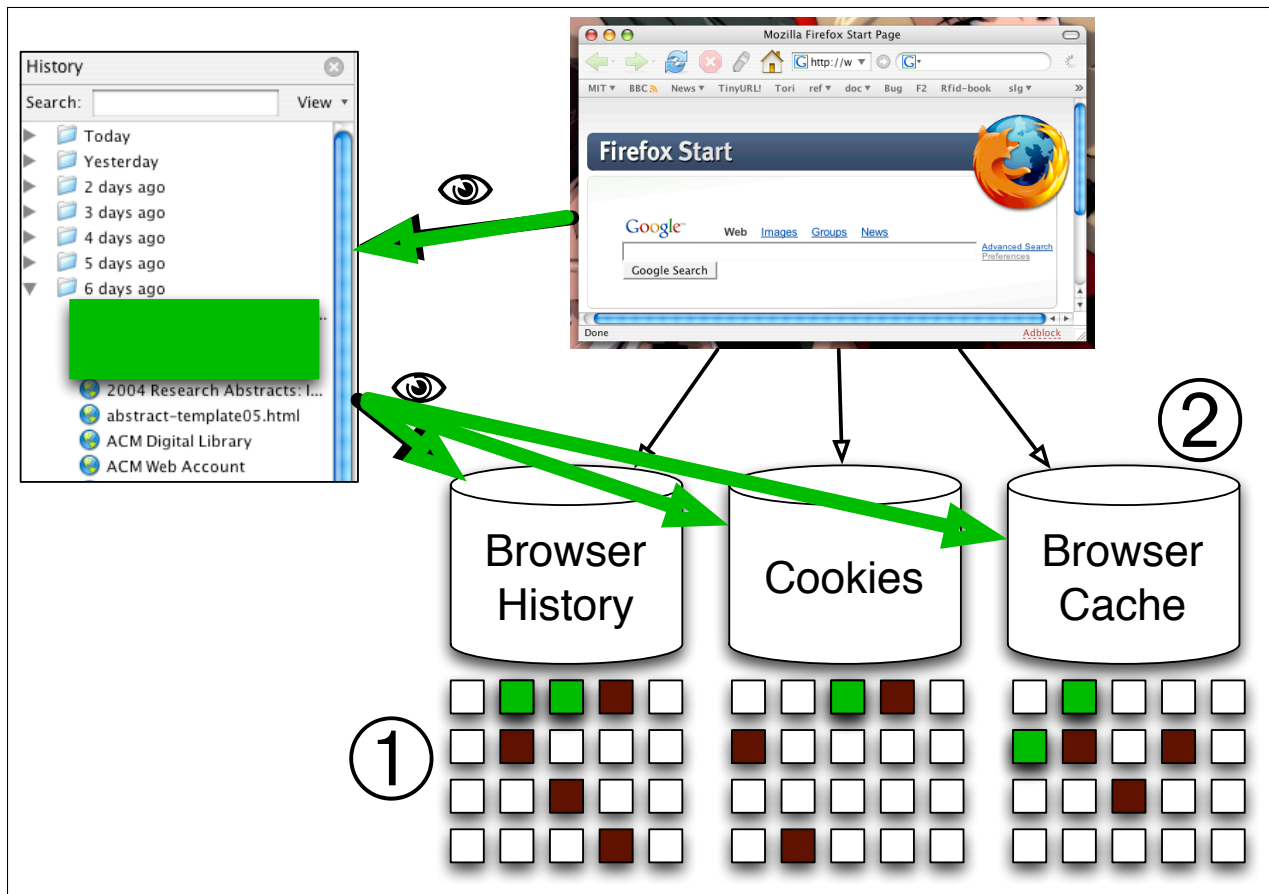 History
Search:
View
Today
Yesterday
2 days ago
3 days ago
4 days ago
5 days ago
6 days ago
...
2004 Research Abstracts: I...
abstract-template05.html
ACM Digital Library
ACM Web Account
Mozilla Firefox Start Page
G http://w G
MIT BBC News TinyURL! Tori ref doc Bug F2 Rfid-book slg »
Firefox Start
Google™ Web Images Groups News
Advanced Search
Preferences
Google Search
Done Adblock
2
Browser
History
Cookies
Browser
Cache
1